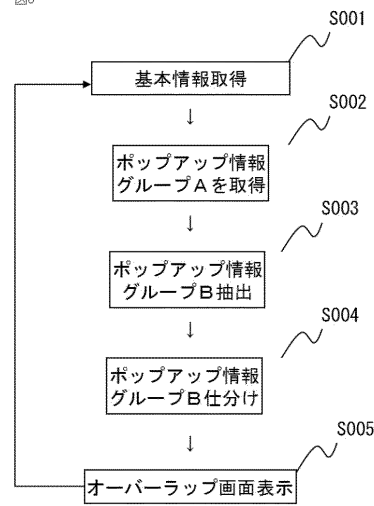 S001
基本情報取得
↓
S002
ポップアップ情報
グループAを取得
↓
S003
ポップアップ情報
グループB抽出
↓
S004
ポップアップ情報
グループB仕分け
↓
S005
オーバーラップ画面表示